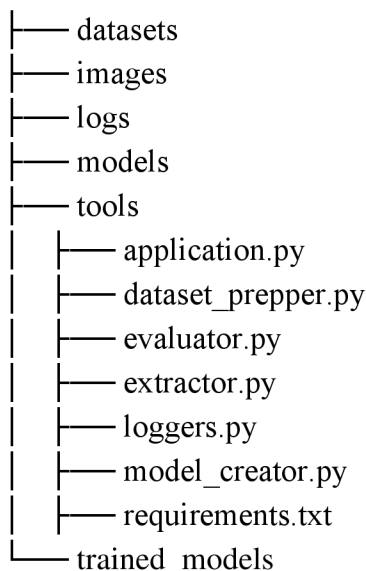 datasets
images
logs
models
tools
application.py
dataset_prepper.py
evaluator.py
extractor.py
loggers.py
model_creator.py
requirements.txt
trained_models